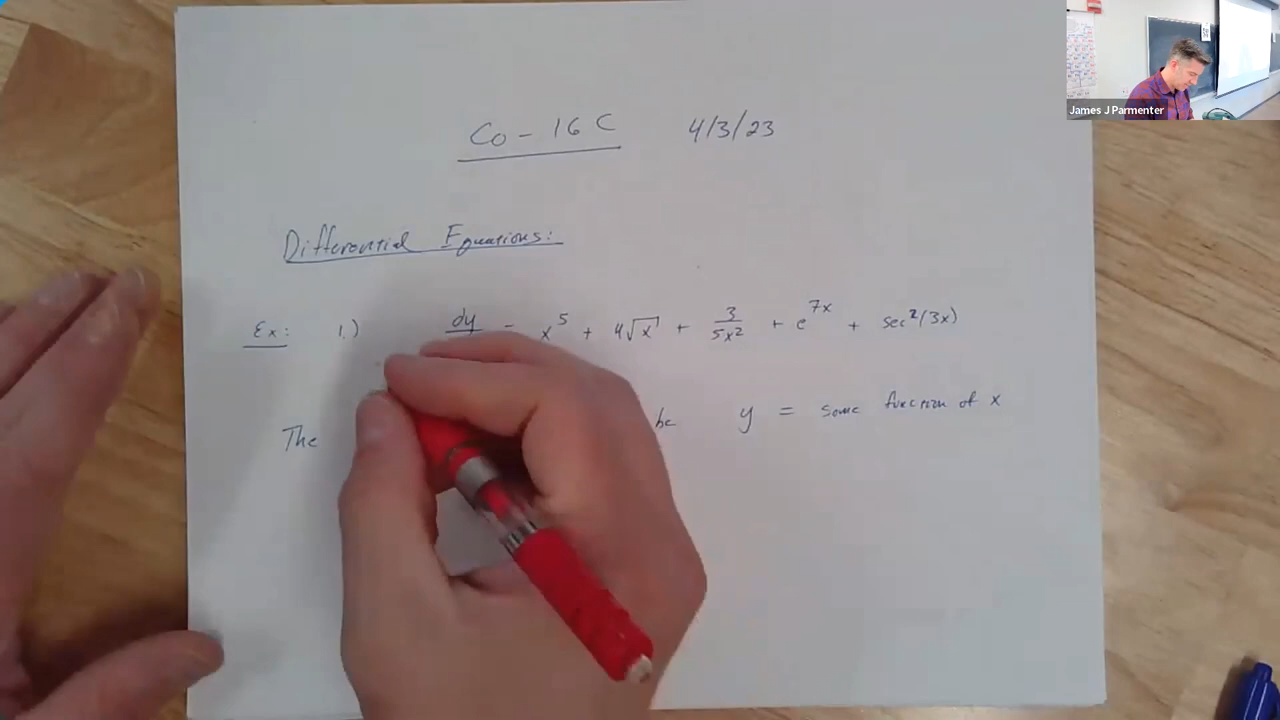 James J Parmenter
Co - 16 C 4/3/23
Differential Equations:
Ex: 1.) dy = x^5 + 4√x + 3/5x^2 + e^7x + sec^2(3x)
The be y = some function of x